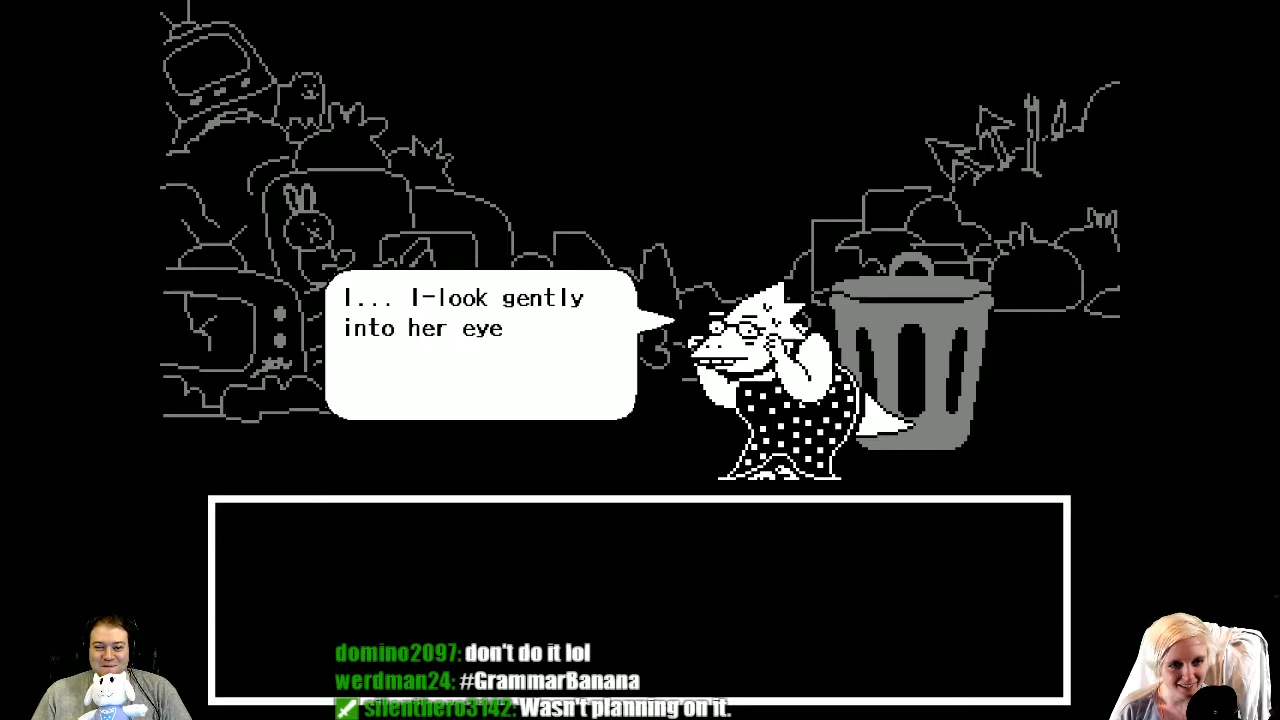 I... I-look gently
into her eye
domino2097: don't do it lol
werdman24: #GrammarBanana
silenthero3142: Wasn't planning on it.